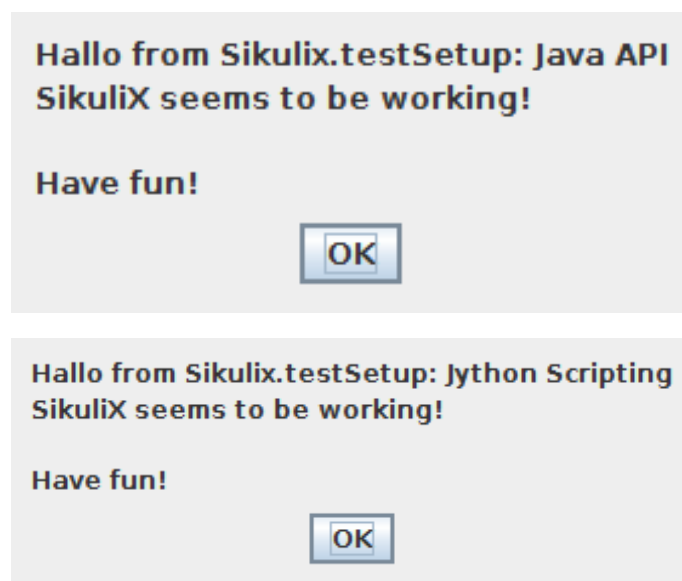 Hallo from Sikulix.testSetup: Java API
SikuliX seems to be working!
Have fun!
OK
Hallo from Sikulix.testSetup: Jython Scripting
SikuliX seems to be working!
Have fun!
OK